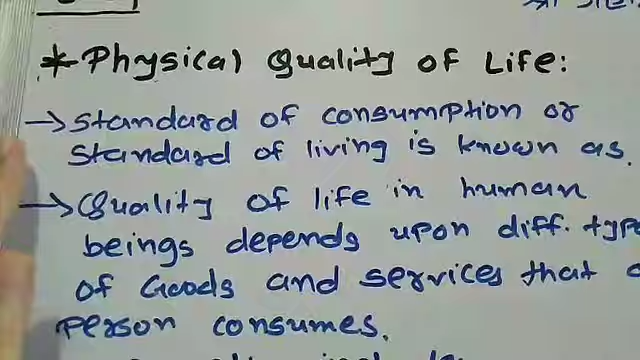 * Physical Quality of Life:
→ Standard of consumption or
standard of living is known as.
→ Quality of life in human
beings depends upon diff. type
of Goods and services that a
person consumes.